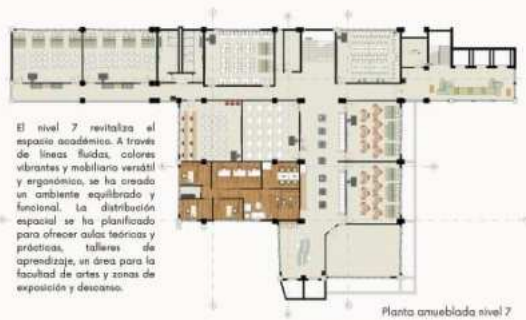 El nivel 7 revitaliza el
espacio académico. A través
de líneas fluidas, colores
vibrantes y mobiliario versátil
y ergonómico, se ha creado
un ambiente equilibrado y
funcional. La distribución
espacial se ha planificado
para ofrecer aulas teóricas y
prácticas, talleres de
aprendizaje, un área para la
facultad de artes y zonas de
exposición y descanso.
Planta amueblada nivel 7